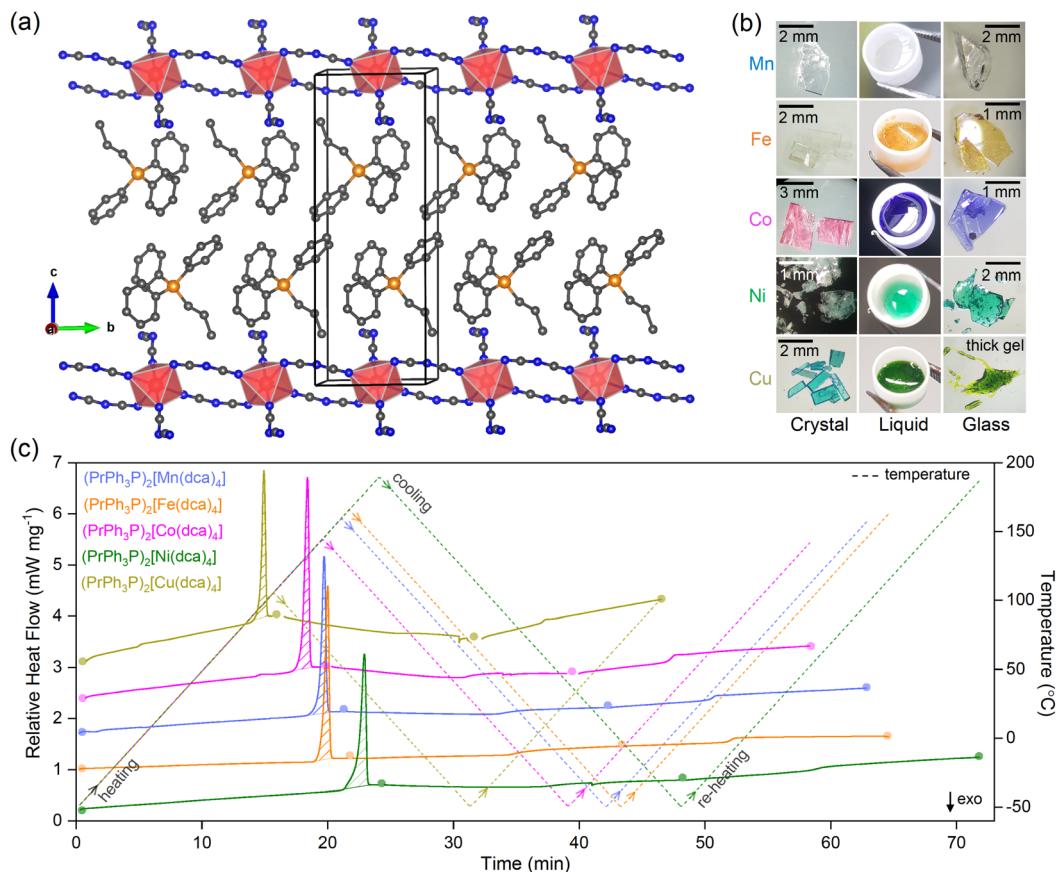 (a)
c
a
b
(b)
Mn
2 mm
2 mm
Fe
2 mm
1 mm
Co
3 mm
1 mm
Ni
1 mm
2 mm
Cu
2 mm
thick gel
Crystal Liquid Glass
(c)
Relative Heat Flow (mW mg⁻¹)
7
6
5
4
3
2
1
0
(PrPh₃P)₂[Mn(dca)₄]
(PrPh₃P)₂[Fe(dca)₄]
(PrPh₃P)₂[Co(dca)₄]
(PrPh₃P)₂[Ni(dca)₄]
(PrPh₃P)₂[Cu(dca)₄]
heating
cooling
re-heating
temperature
exo
200
150
100
50
0
-50
Temperature (°C)
0 10 20 30 40 50 60 70
Time (min)